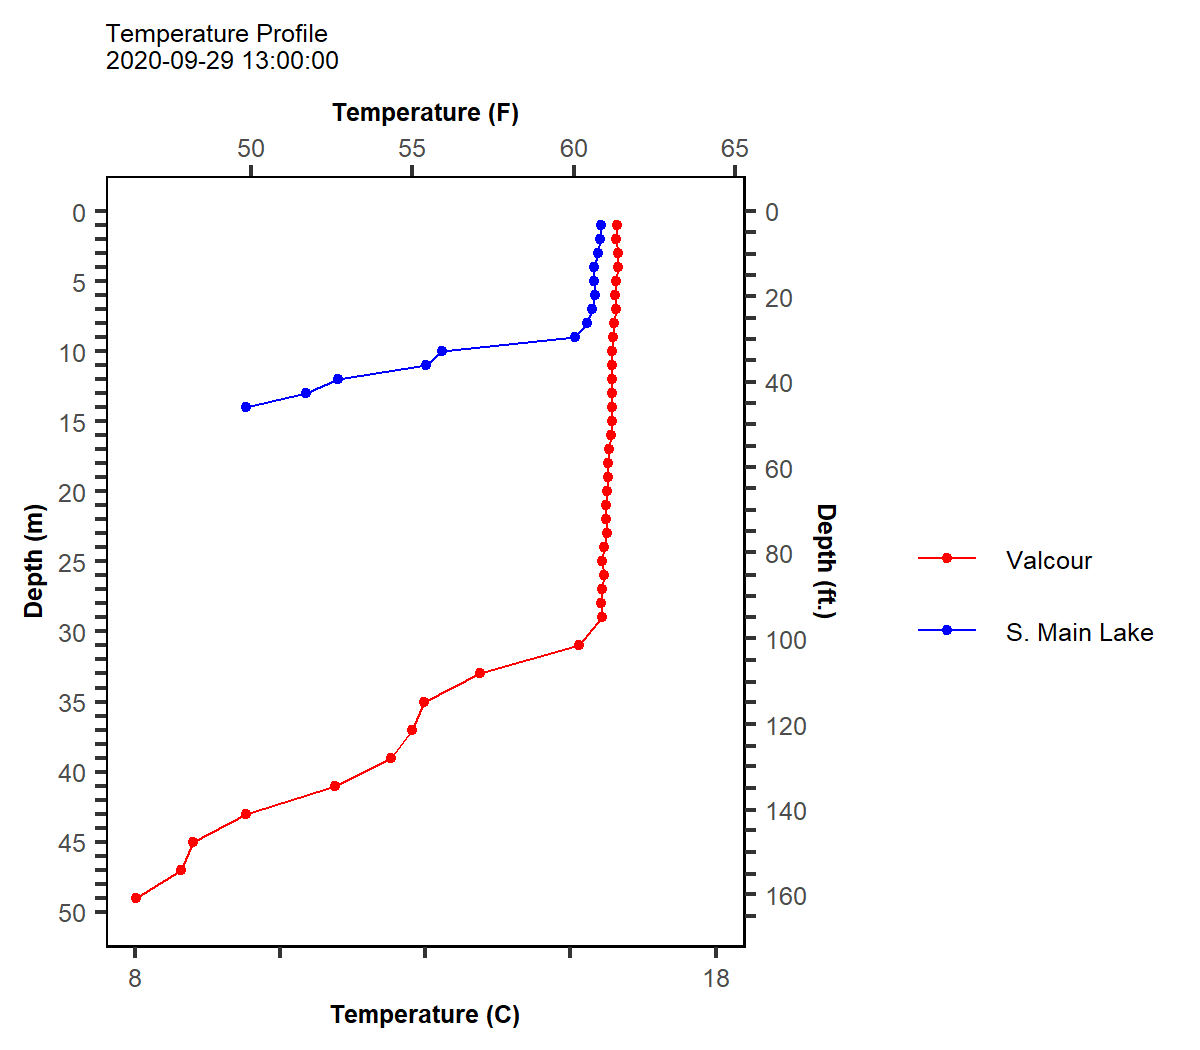 Temperature Profile
2020-09-29 13:00:00
Temperature (F)
50 55 60 65
0 0
5
20
10
40
15
60
20
80
25
100
30
35
120
40
140
45
160
50
Depth (m)
Depth (ft.)
Valcour
S. Main Lake
8 18
Temperature (C)